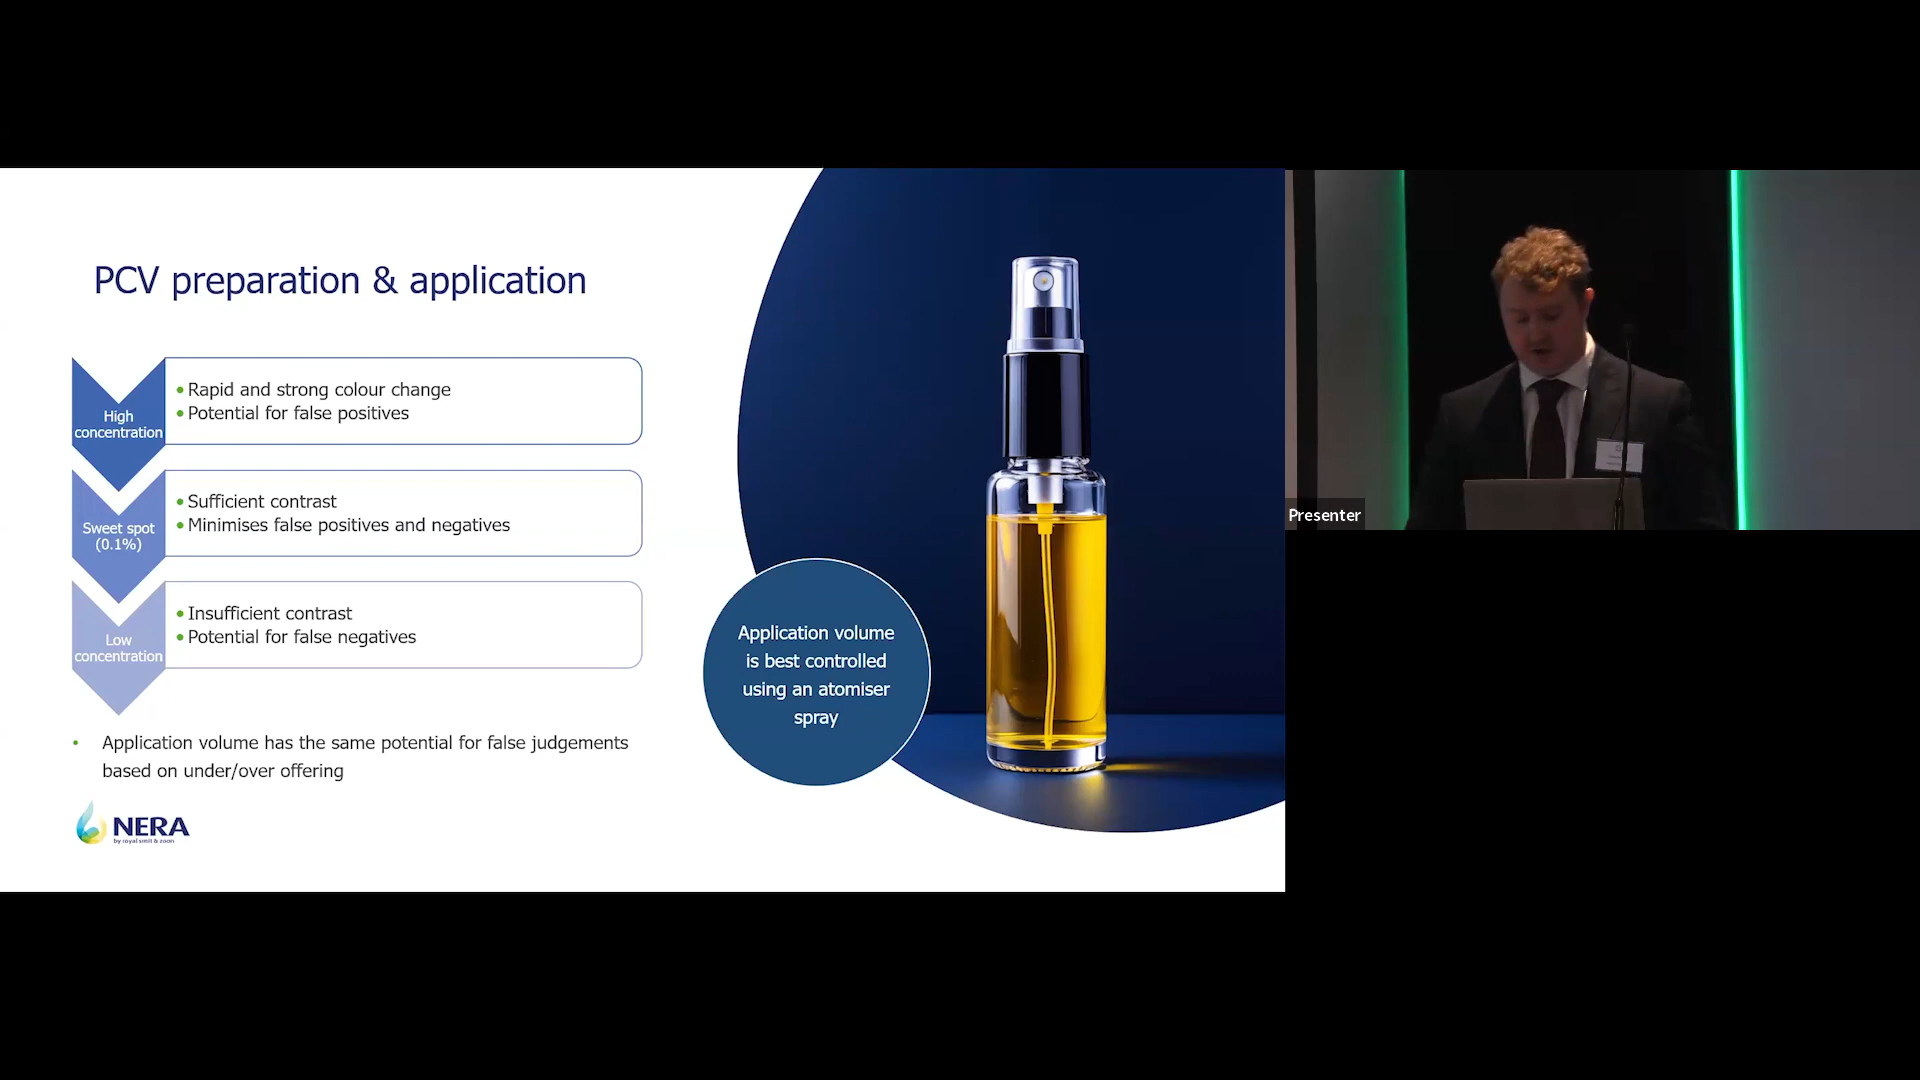 PCV preparation & application
High
concentration
• Rapid and strong colour change
• Potential for false positives
Sweet spot
(0.1%)
• Sufficient contrast
• Minimises false positives and negatives
Low
concentration
• Insufficient contrast
• Potential for false negatives
• Application volume has the same potential for false judgements
based on under/over offering
Application volume
is best controlled
using an atomiser
spray
NERA
by royal smit & zoon
Presenter